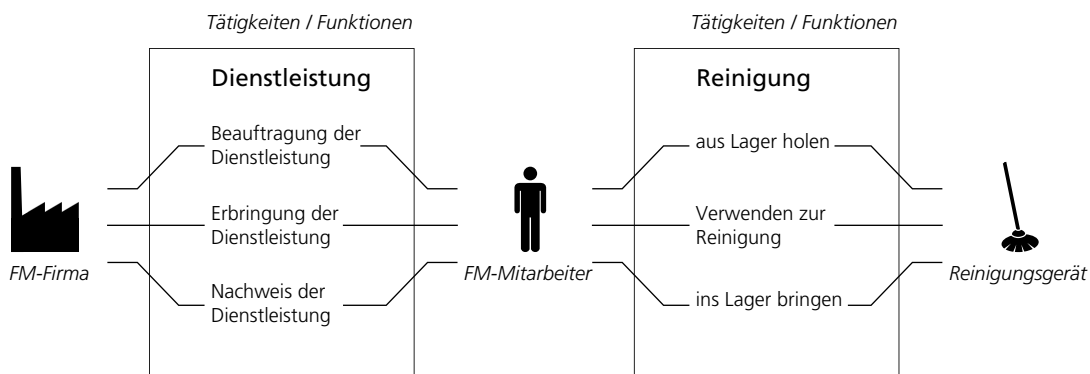 Tätigkeiten / Funktionen
Dienstleistung
Beauftragung der
Dienstleistung
Erbringung der
Dienstleistung
Nachweis der
Dienstleistung
FM-Firma
FM-Mitarbeiter
Tätigkeiten / Funktionen
Reinigung
aus Lager holen
Verwenden zur
Reinigung
ins Lager bringen
Reinigungsgerät